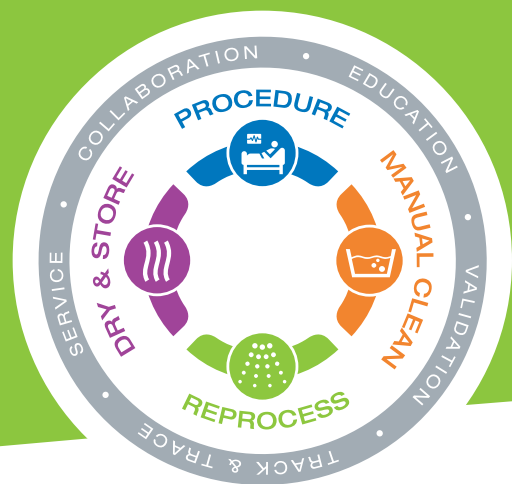 COLLABORATION • EDUCATION • VALIDATION • TRACK & TRACE • SERVICE •
PROCEDURE
MANUAL CLEAN
REPROCESS
DRY & STORE